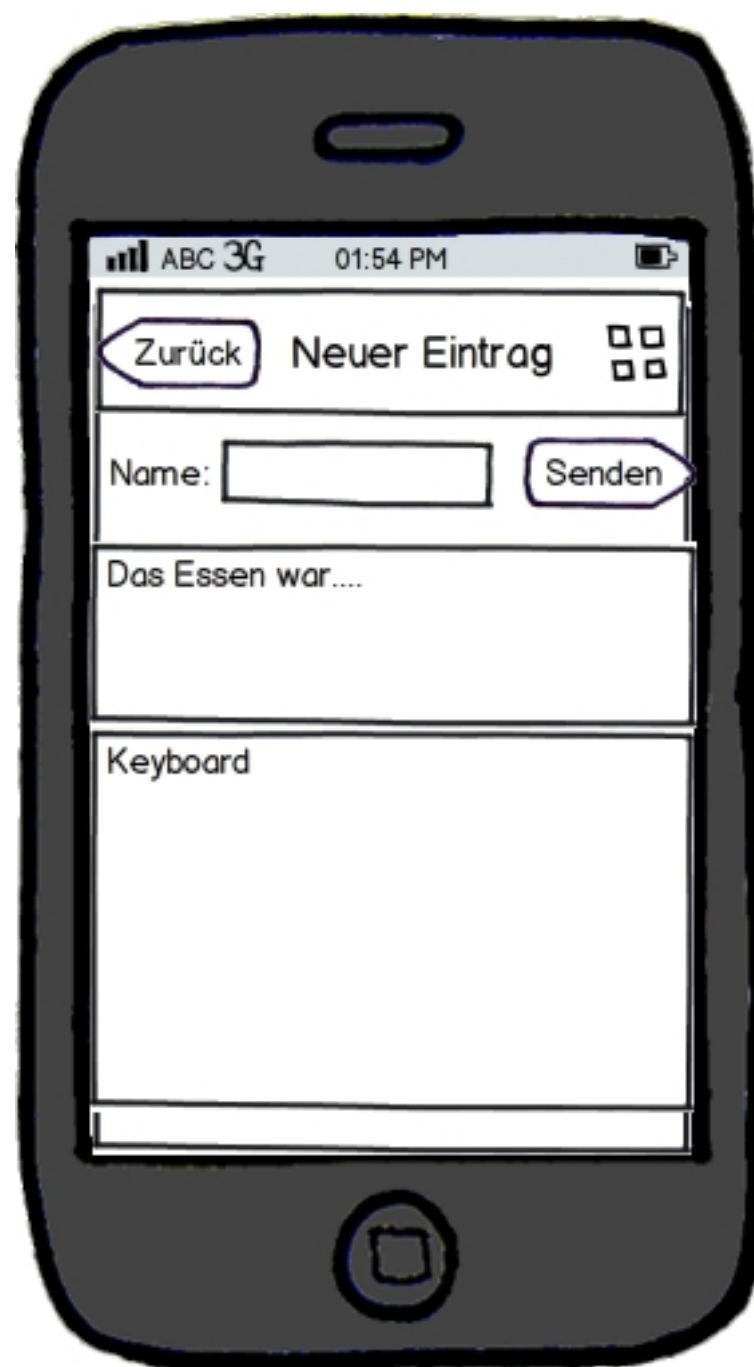 ABC 3G 01:54 PM
Zurück Neuer Eintrag
Name: Senden
Das Essen war....
Keyboard